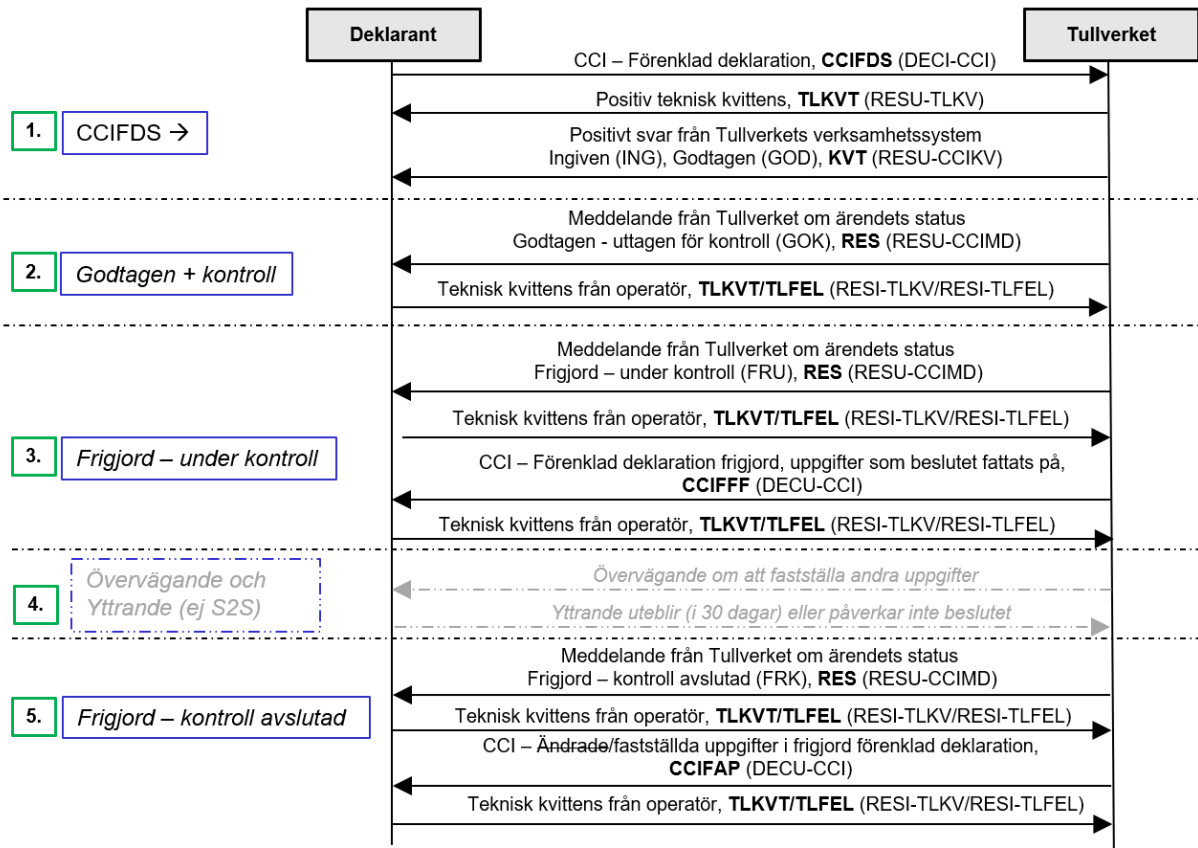 Deklarant
Tullverket
CCI – Förenklad deklaration, CCIFDS (DECI-CCI)
Positiv teknisk kvittens, TLKVT (RESU-TLKV)
1.
CCIFDS →
Positivt svar från Tullverkets verksamhetssystem
Ingiven (ING), Godtagen (GOD), KVT (RESU-CCIKV)
Meddelande från Tullverket om ärendets status
Godtagen - uttagen för kontroll (GOK), RES (RESU-CCIMD)
2.
Godtagen + kontroll
Teknisk kvittens från operatör, TLKVT/TLFEL (RESI-TLKV/RESI-TLFEL)
Meddelande från Tullverket om ärendets status
Frigjord – under kontroll (FRU), RES (RESU-CCIMD)
Teknisk kvittens från operatör, TLKVT/TLFEL (RESI-TLKV/RESI-TLFEL)
3.
Frigjord – under kontroll
CCI – Förenklad deklaration frigjord, uppgifter som beslutet fattats på,
CCIFFF (DECU-CCI)
Teknisk kvittens från operatör, TLKVT/TLFEL (RESI-TLKV/RESI-TLFEL)
4.
Övervägande och
Yttrande (ej S2S)
Övervägande om att fastställa andra uppgifter
Yttrande uteblir (i 30 dagar) eller påverkar inte beslutet
Meddelande från Tullverket om ärendets status
Frigjord – kontroll avslutad (FRK), RES (RESU-CCIMD)
5.
Frigjord – kontroll avslutad
Teknisk kvittens från operatör, TLKVT/TLFEL (RESI-TLKV/RESI-TLFEL)
CCI – Ändrade/fastställda uppgifter i frigjord förenklad deklaration,
CCIFAP (DECU-CCI)
Teknisk kvittens från operatör, TLKVT/TLFEL (RESI-TLKV/RESI-TLFEL)